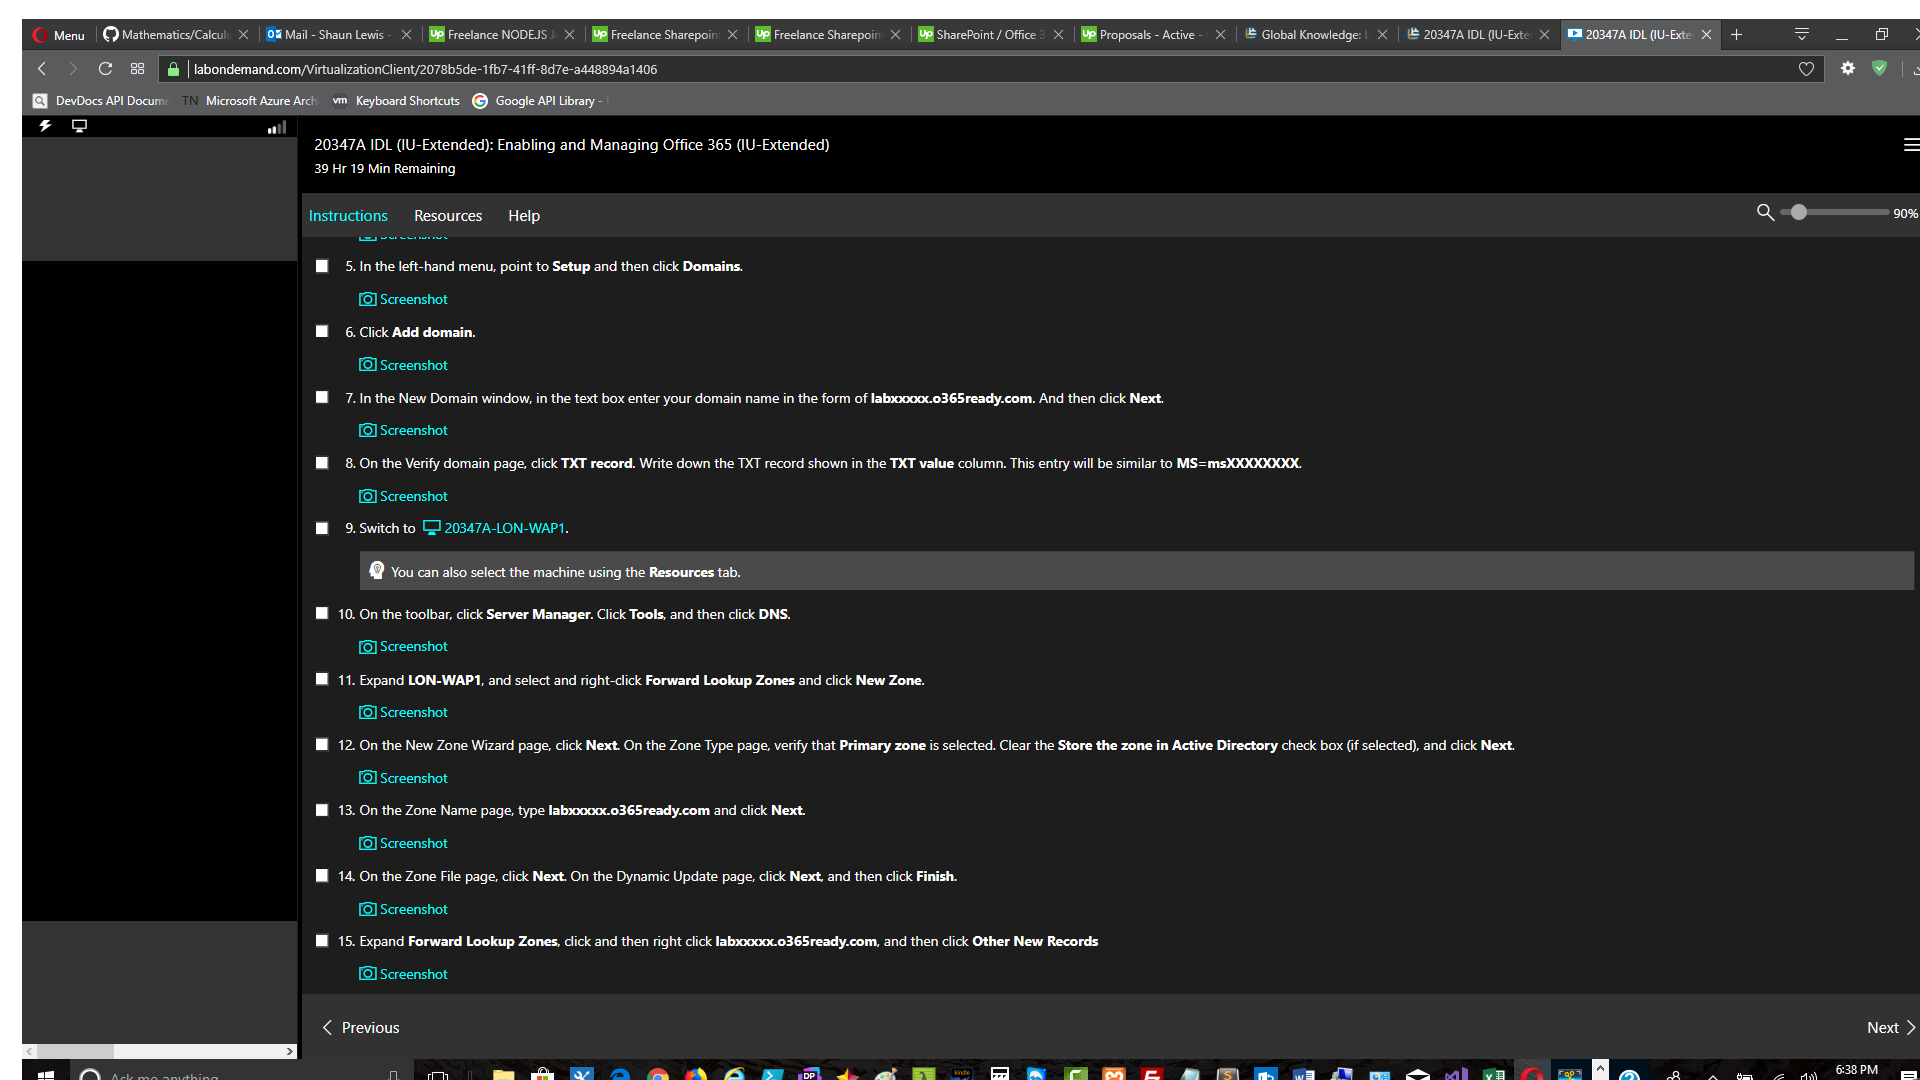 Menu
Mathematics/Calcul
Mail - Shaun Lewis -
Freelance NODEJS J
Freelance Sharepoin
Freelance Sharepoin
SharePoint / Office 3
Proposals - Active -
Global Knowledge: L
20347A IDL (IU-Exte
20347A IDL (IU-Exte
labondemand.com/VirtualizationClient/2078b5de-1fb7-41ff-8d7e-a448894a1406
DevDocs API Docume
TN Microsoft Azure Arch
vm Keyboard Shortcuts
Google API Library -
20347A IDL (IU-Extended): Enabling and Managing Office 365 (IU-Extended)
39 Hr 19 Min Remaining
Instructions
Resources
Help
90%
Screenshot
5. In the left-hand menu, point to Setup and then click Domains.
Screenshot
6. Click Add domain.
Screenshot
7. In the New Domain window, in the text box enter your domain name in the form of labxxxxx.o365ready.com. And then click Next.
Screenshot
8. On the Verify domain page, click TXT record. Write down the TXT record shown in the TXT value column. This entry will be similar to MS=msXXXXXXXX.
Screenshot
9. Switch to 20347A-LON-WAP1.
You can also select the machine using the Resources tab.
10. On the toolbar, click Server Manager. Click Tools, and then click DNS.
Screenshot
11. Expand LON-WAP1, and select and right-click Forward Lookup Zones and click New Zone.
Screenshot
12. On the New Zone Wizard page, click Next. On the Zone Type page, verify that Primary zone is selected. Clear the Store the zone in Active Directory check box (if selected), and click Next.
Screenshot
13. On the Zone Name page, type labxxxxx.o365ready.com and click Next.
Screenshot
14. On the Zone File page, click Next. On the Dynamic Update page, click Next, and then click Finish.
Screenshot
15. Expand Forward Lookup Zones, click and then right click labxxxxx.o365ready.com, and then click Other New Records
Screenshot
Previous
Next
Ask me anything
6:38 PM